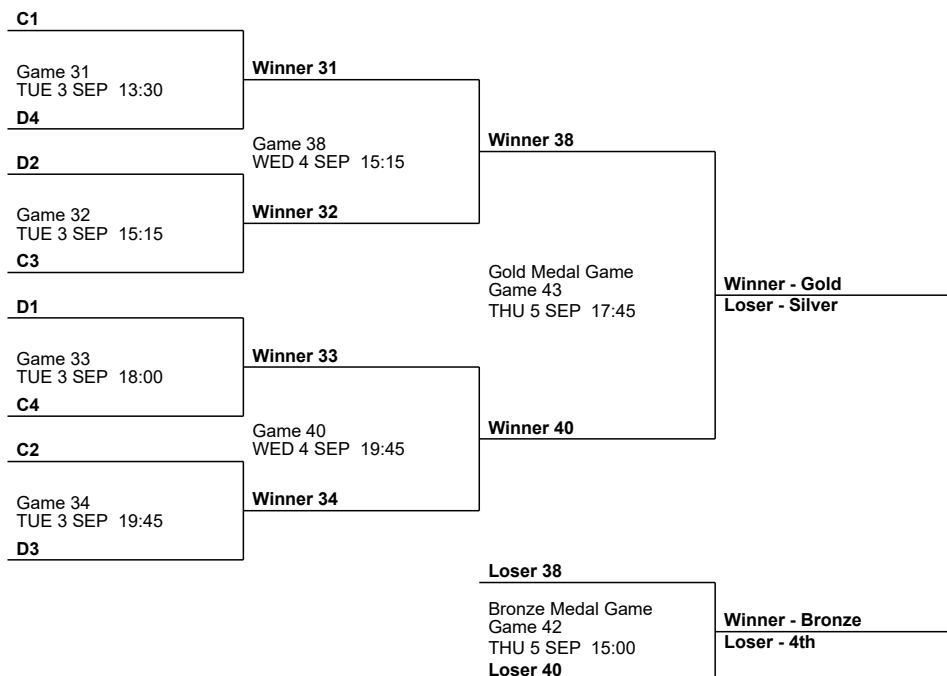 C1
Game 31
TUE 3 SEP 13:30
D4
D2
Game 32
TUE 3 SEP 15:15
C3
D1
Game 33
TUE 3 SEP 18:00
C4
C2
Game 34
TUE 3 SEP 19:45
D3
Winner 31
Game 38
WED 4 SEP 15:15
Winner 32
Winner 33
Game 40
WED 4 SEP 19:45
Winner 34
Winner 38
Gold Medal Game
Game 43
THU 5 SEP 17:45
Winner 40
Winner - Gold
Loser - Silver
Loser 38
Bronze Medal Game
Game 42
THU 5 SEP 15:00
Loser 40
Winner - Bronze
Loser - 4th